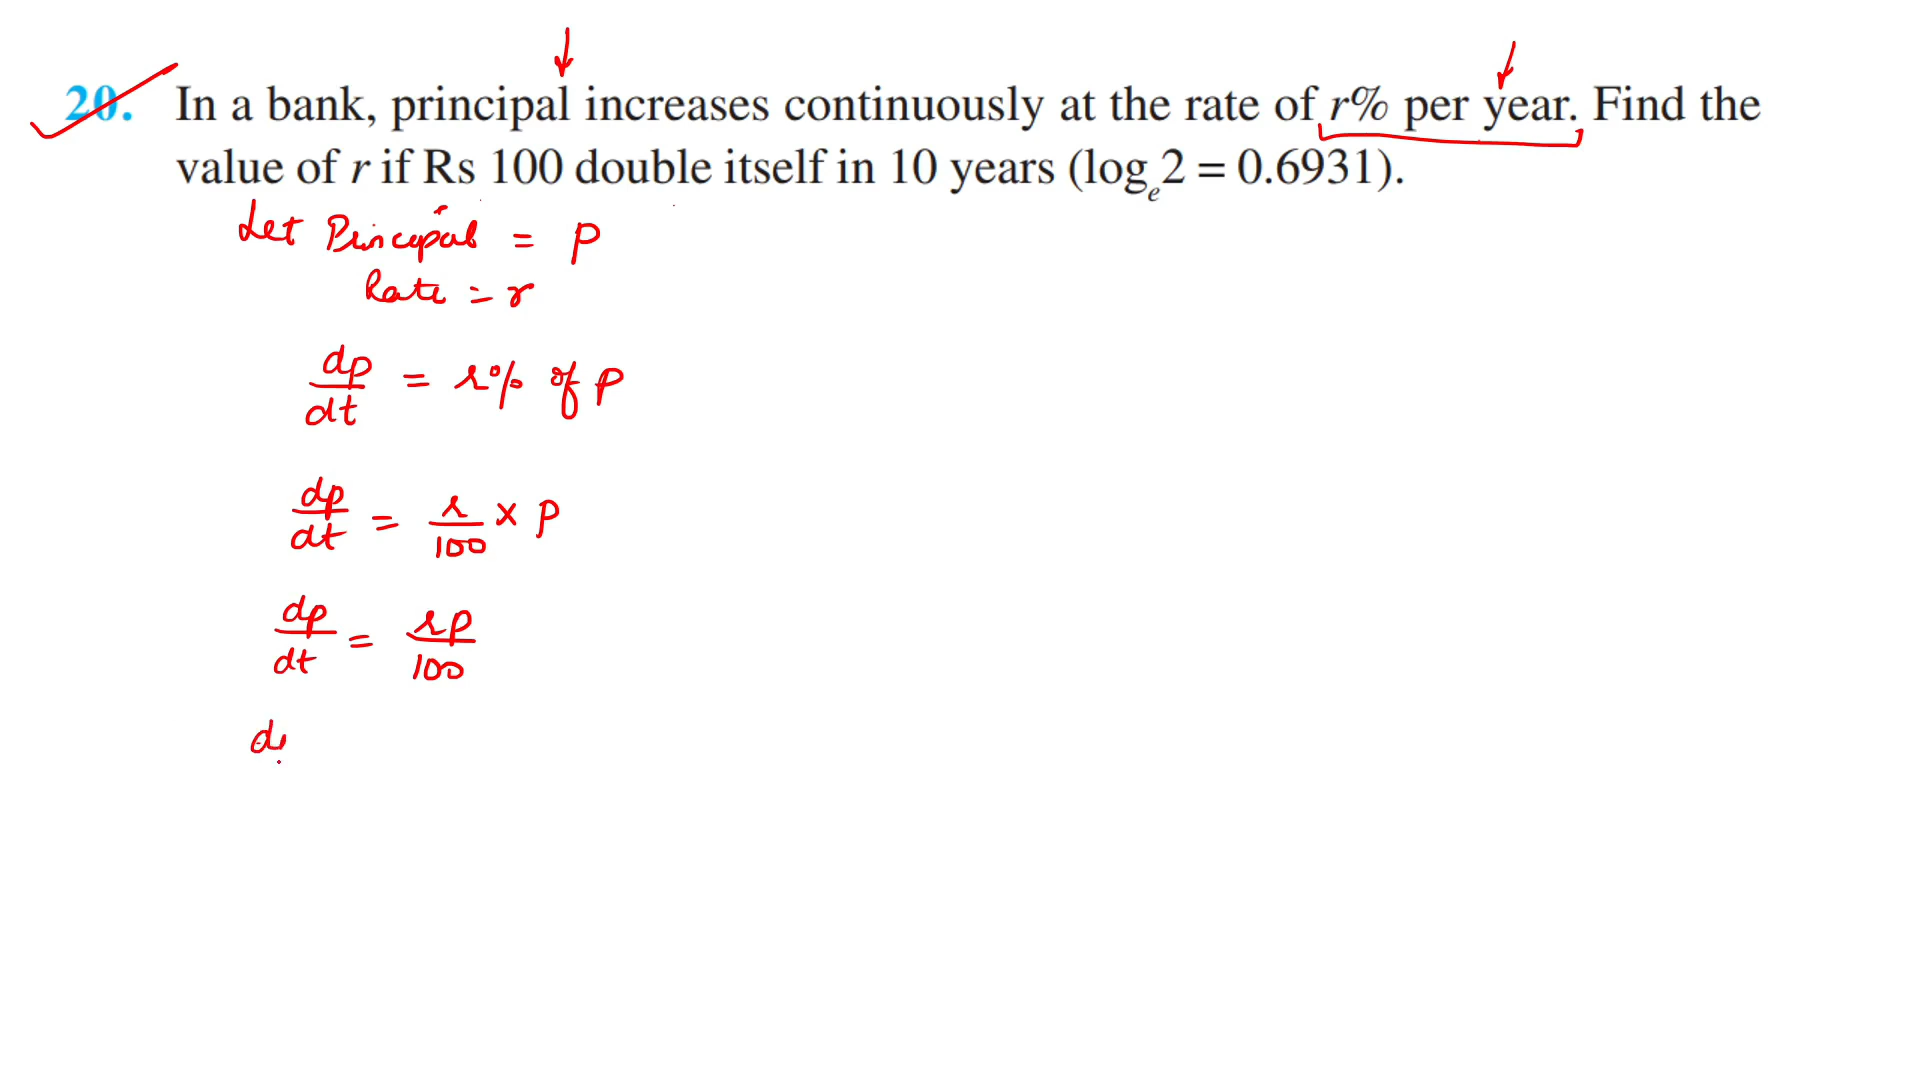 20. In a bank, principal increases continuously at the rate of r% per year. Find the
value of r if Rs 100 double itself in 10 years (logₑ2 = 0.6931).
Let Principal = P
Rate = r
dp/dt = r% of P
dp/dt = r/100 × P
dp/dt = rp/100